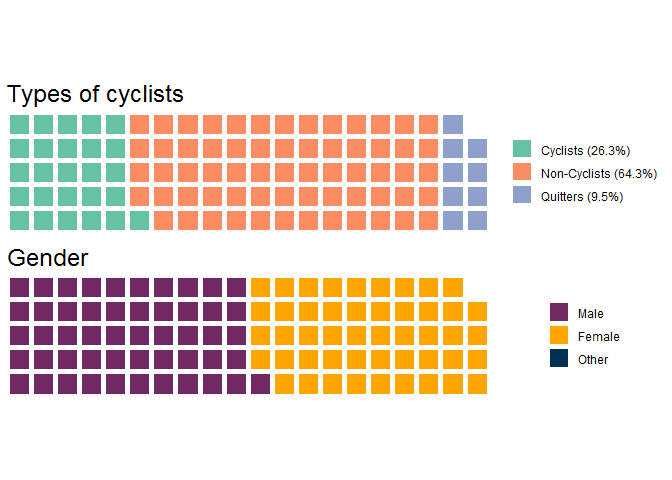 Types of cyclists
Cyclists (26.3%)
Non-Cyclists (64.3%)
Quitters (9.5%)
Gender
Male
Female
Other